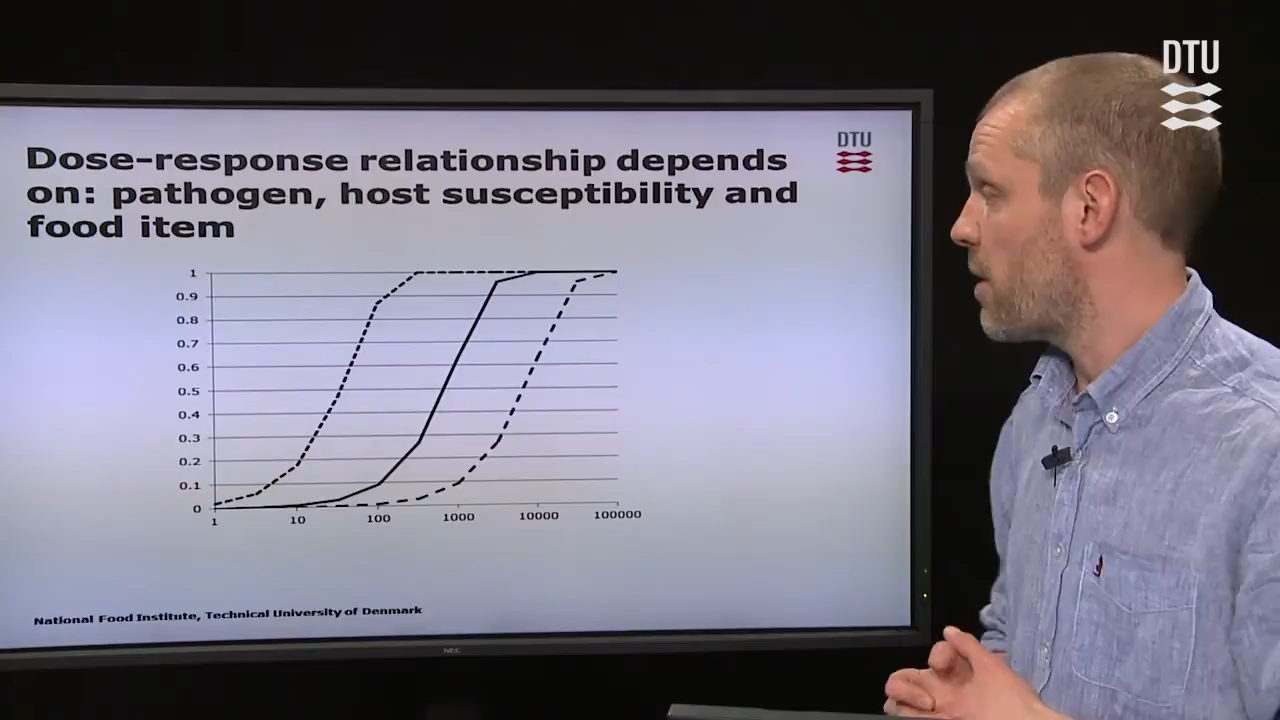 DTU
DTU
Dose-response relationship depends
on: pathogen, host susceptibility and
food item
1
0.9
0.8
0.7
0.6
0.5
0.4
0.3
0.2
0.1
0
1 10 100 1000 10000 100000
National Food Institute, Technical University of Denmark
NEC